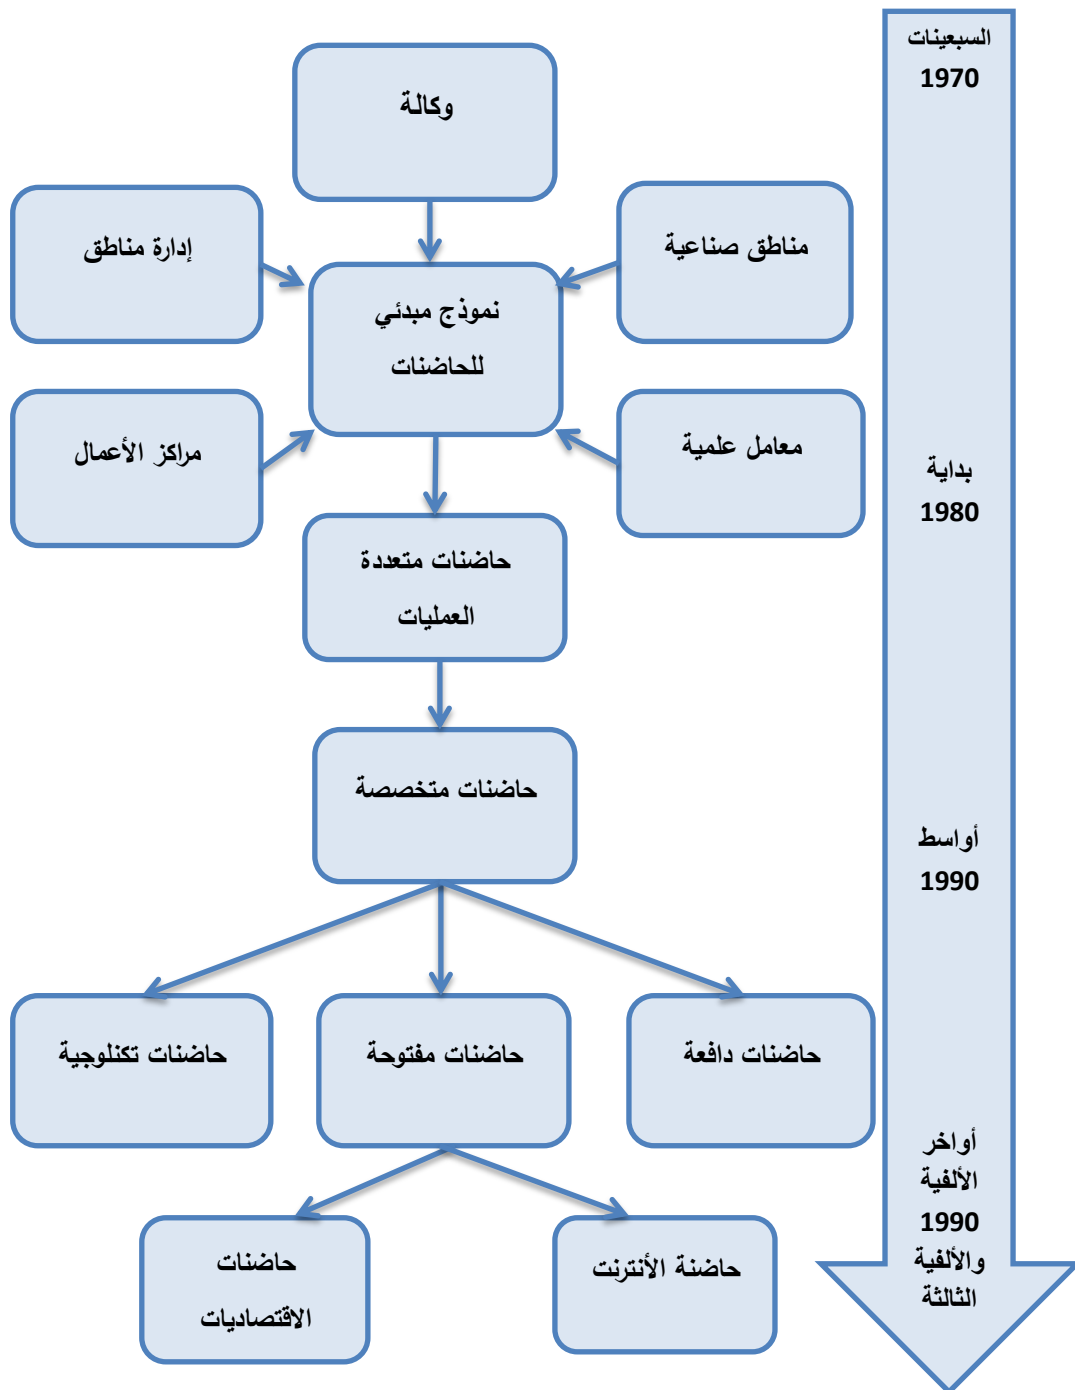 السبعينات
1970
وكالة
مناطق صناعية
إدارة مناطق
نموذج مبدئي
للحاضنات
معامل علمية
مراكز الأعمال
بداية
1980
حاضنات متعددة
العمليات
حاضنات متخصصة
أواسط
1990
حاضنات دافعة
حاضنات مفتوحة
حاضنات تكنلوجية
أواخر
الألفية
1990
والألفية
الثالثة
حاضنة الأنترنت
حاضنات
الاقتصاديات